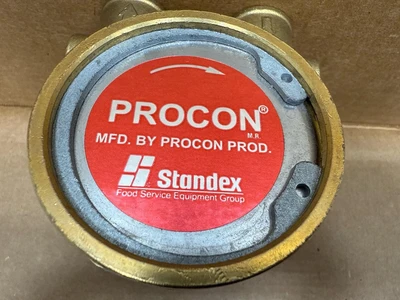 PROCON®
M.R.
MFD. BY PROCON PROD.
Standex
Food Service Equipment Group